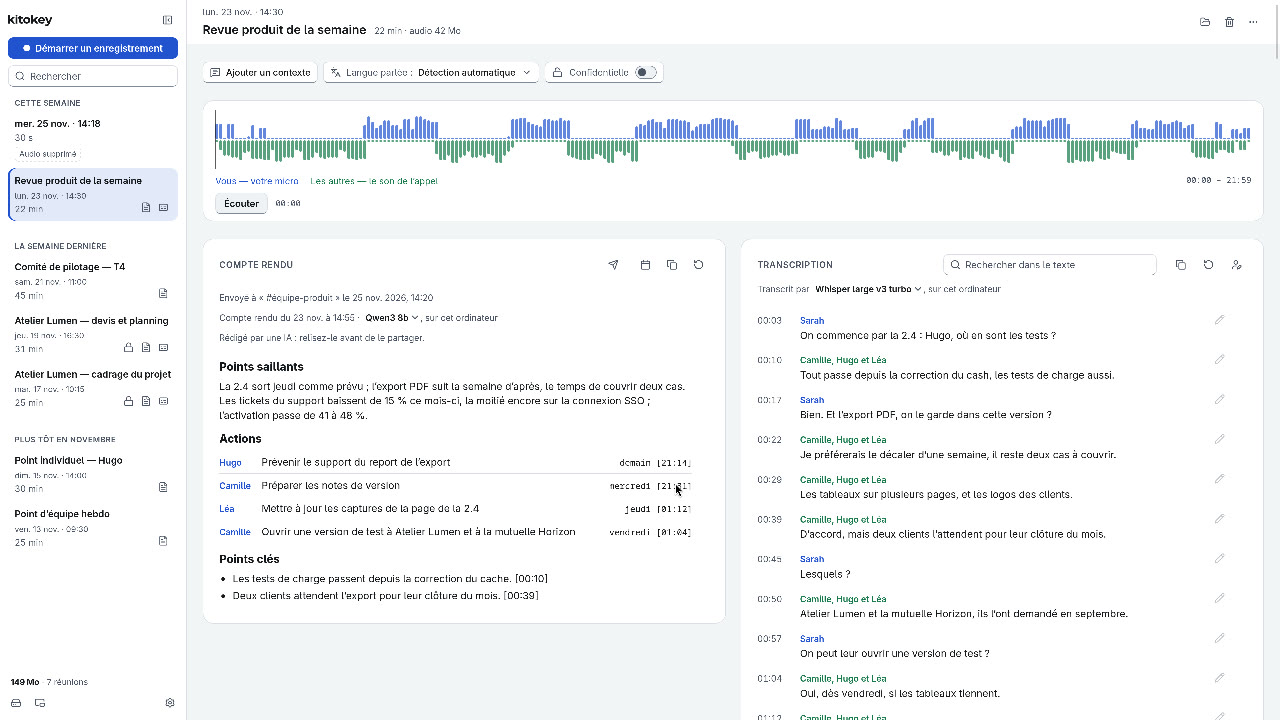 kitokey
Démarrer un enregistrement
Rechercher
CETTE SEMAINE
mer. 25 nov. · 14:18
30 s
Audio supprimé
Revue produit de la semaine
lun. 23 nov. · 14:30
22 min
LA SEMAINE DERNIÈRE
Comité de pilotage — T4
sam. 21 nov. · 11:00
45 min
Atelier Lumen — devis et planning
jeu. 19 nov. · 16:30
31 min
Atelier Lumen — cadrage du projet
mar. 17 nov. · 10:15
25 min
PLUS TÔT EN NOVEMBRE
Point individuel — Hugo
dim. 15 nov. · 14:00
30 min
Point d'équipe hebdo
ven. 13 nov. · 09:30
25 min
149 Mo · 7 réunions
lun. 23 nov. · 14:30
Revue produit de la semaine 22 min · audio 42 Mo
Ajouter un contexte
Langue parlée : Détection automatique
Confidentielle
Vous — votre micro Les autres — le son de l'appel
00:00 – 21:59
Écouter 00:00
COMPTE RENDU
Envoyé à « #équipe-produit » le 25 nov. 2026, 14:20
Compte rendu du 23 nov. à 14:55 · Qwen3 8b , sur cet ordinateur
Rédigé par une IA : relisez-le avant de le partager.
Points saillants
La 2.4 sort jeudi comme prévu ; l'export PDF suit la semaine d'après, le temps de couvrir deux cas.
Les tickets du support baissent de 15 % ce mois-ci, la moitié encore sur la connexion SSO ;
l'activation passe de 41 à 46 %.
Actions
Hugo Prévenir le support du report de l'export demain [21:14]
Camille Préparer les notes de version mercredi
Léa Mettre à jour les captures de la page de la 2.4 jeudi [01:12]
Camille Ouvrir une version de test à Atelier Lumen et à la mutuelle Horizon vendredi [01:04]
Points clés
• Les tests de charge passent depuis la correction du cache. [00:10]
• Deux clients attendent l'export pour leur clôture du mois. [00:39]
TRANSCRIPTION
Rechercher dans le texte
Transcrit par Whisper large v3 turbo , sur cet ordinateur
00:03 Sarah
On commence par la 2.4 : Hugo, où en sont les tests ?
00:10 Camille, Hugo et Léa
Tout passe depuis la correction du cash, les tests de charge aussi.
00:17 Sarah
Bien. Et l'export PDF, on le garde dans cette version ?
00:22 Camille, Hugo et Léa
Je préférerais le décaler d'une semaine, il reste deux cas à couvrir.
00:29 Camille, Hugo et Léa
Les tableaux sur plusieurs pages, et les logos des clients.
00:39 Camille, Hugo et Léa
D'accord, mais deux clients l'attendent pour leur clôture du mois.
00:45 Sarah
Lesquels ?
00:50 Camille, Hugo et Léa
Atelier Lumen et la mutuelle Horizon, ils l'ont demandé en septembre.
00:57 Sarah
On peut leur ouvrir une version de test ?
01:04 Camille, Hugo et Léa
Oui, dès vendredi, si les tableaux tiennent.
01:12 Camille, Hugo et Léa